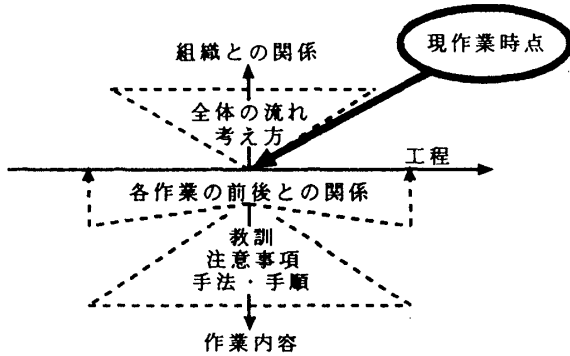 現作業時点
組織との関係
全体の流れ
考え方
工程
各作業の前後との関係
教訓
注意事項
手法・手順
作業内容